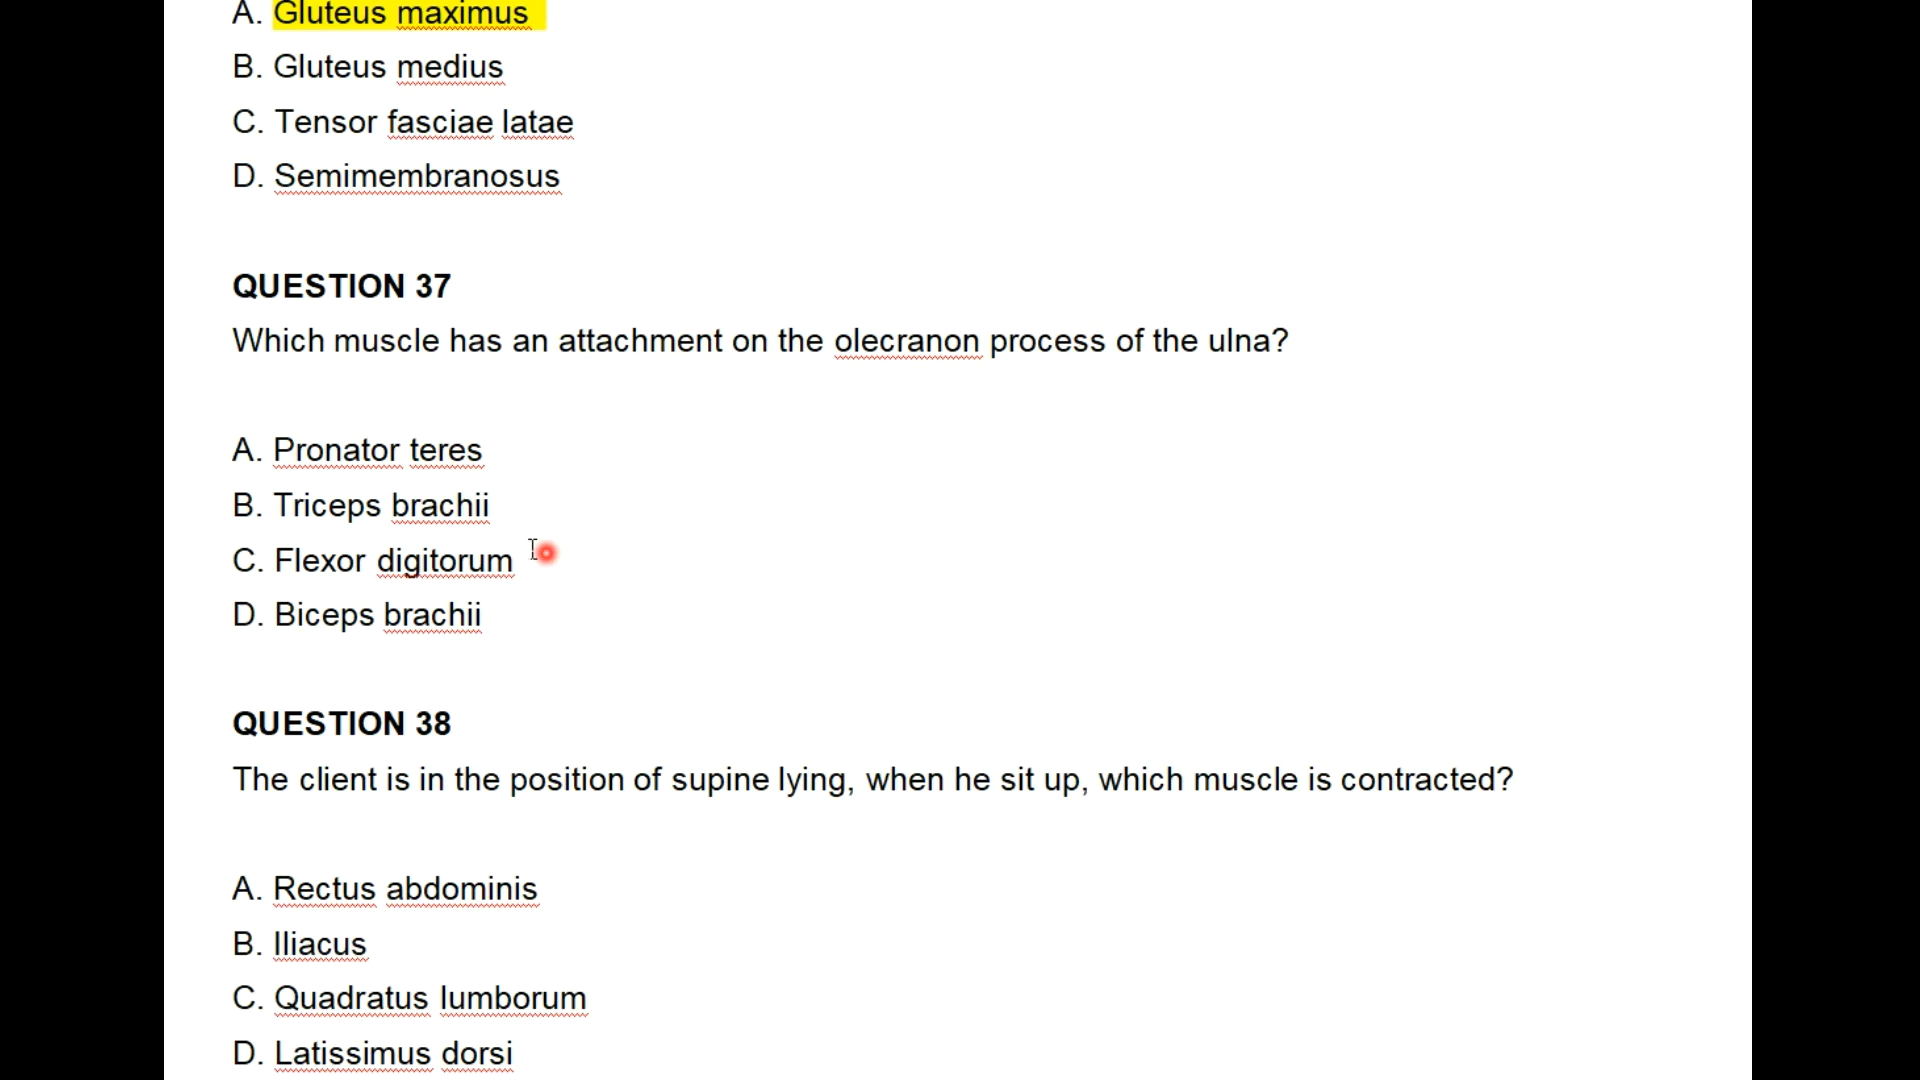 A. Gluteus maximus
B. Gluteus medius
C. Tensor fasciae latae
D. Semimembranosus
QUESTION 37
Which muscle has an attachment on the olecranon process of the ulna?
A. Pronator teres
B. Triceps brachii
C. Flexor digitorum
D. Biceps brachii
QUESTION 38
The client is in the position of supine lying, when he sit up, which muscle is contracted?
A. Rectus abdominis
B. Iliacus
C. Quadratus lumborum
D. Latissimus dorsi